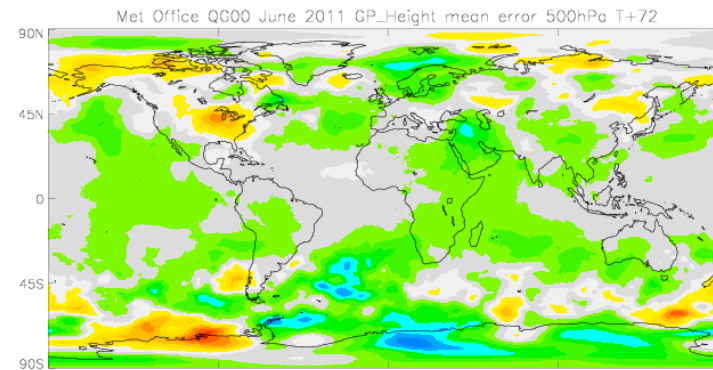 Met Office QG00 June 2011 GP_Height mean error 500hPa T+72
90N
45N
0
45S
90S